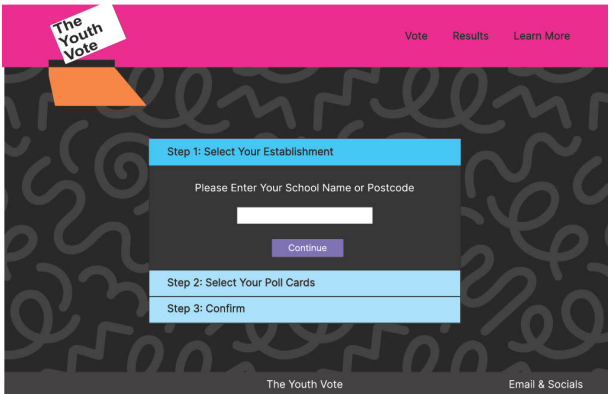 The
Youth
Vote
Vote Results Learn More
Step 1: Select Your Establishment
Please Enter Your School Name or Postcode
Continue
Step 2: Select Your Poll Cards
Step 3: Confirm
The Youth Vote Email & Socials